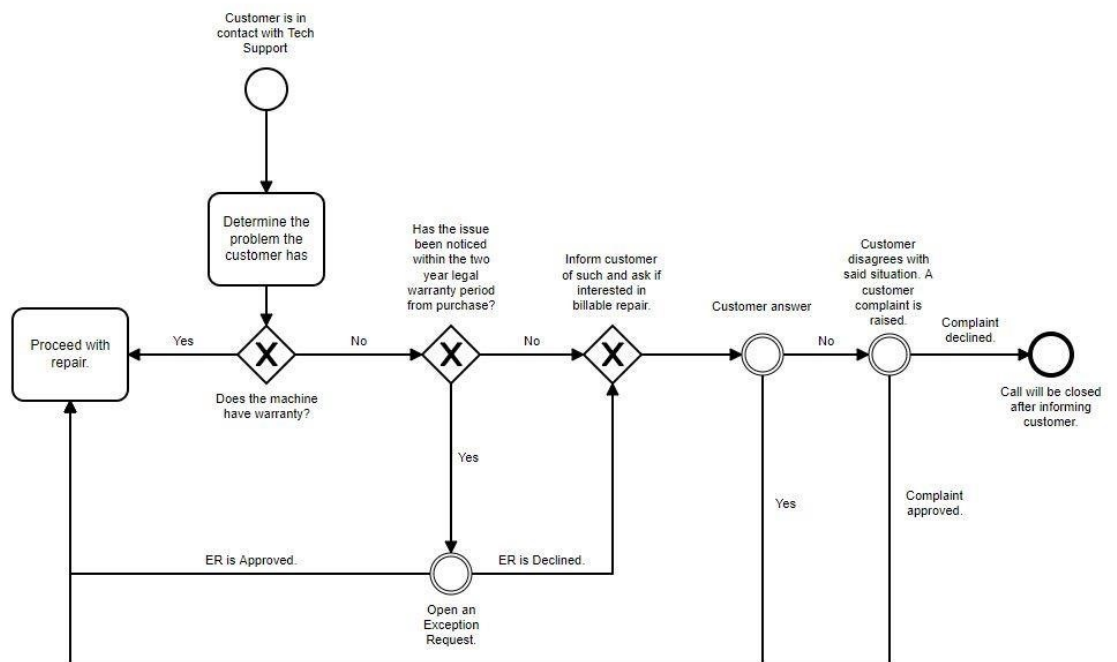 Customer is in
contact with Tech
Support
Determine the
problem the
customer has
Has the issue
been noticed
within the two
year legal
warranty period
from purchase?
Inform customer
of such and ask if
interested in
billable repair.
Customer answer
Customer
disagrees with
said situation. A
customer
complaint is
raised.
Proceed with
repair.
Yes
X
Does the machine
have warranty?
No
X
No
X
No
Complaint
declined.
Call will be closed
after informing
customer.
Yes
Yes
Complaint
approved.
ER is Approved.
ER is Declined.
Open an
Exception
Request.